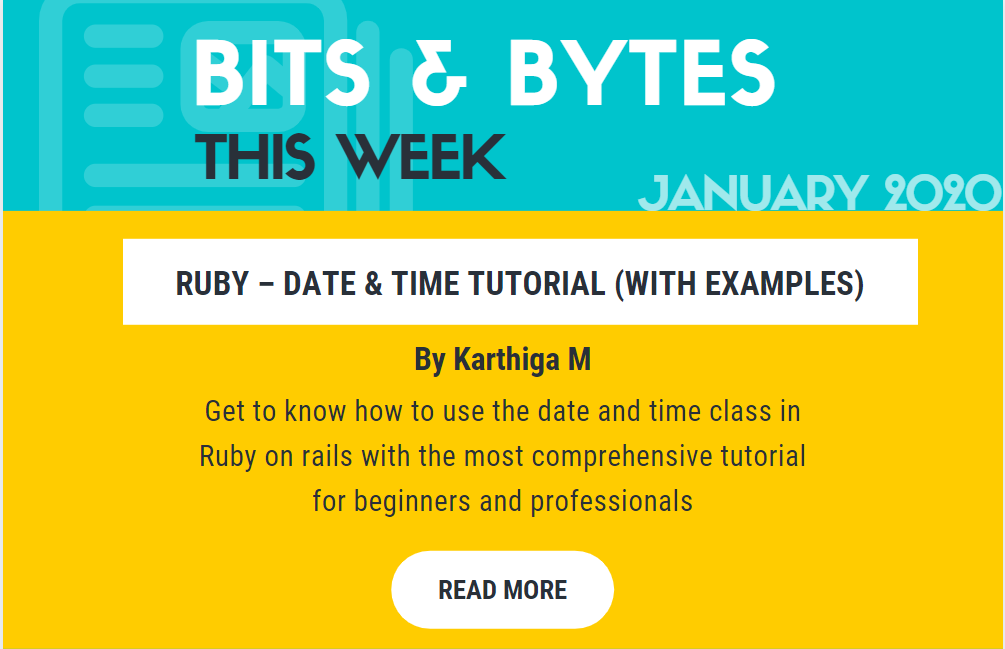 BITS & BYTES
THIS WEEK
JANUARY 2020
RUBY – DATE & TIME TUTORIAL (WITH EXAMPLES)
By Karthiga M
Get to know how to use the date and time class in
Ruby on rails with the most comprehensive tutorial
for beginners and professionals
READ MORE